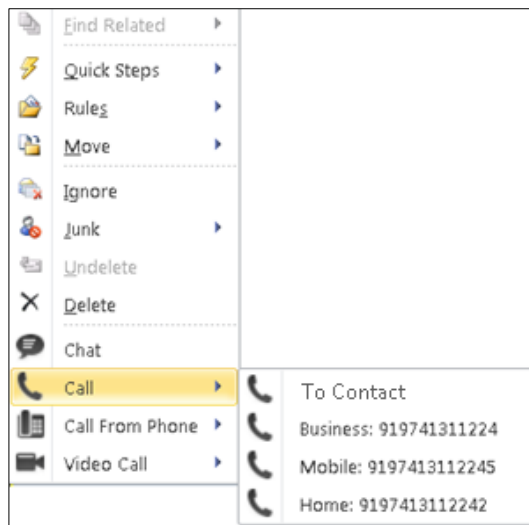 Find Related
Quick Steps
Rules
Move
Ignore
Junk
Undelete
Delete
Chat
Call
To Contact
Call From Phone
Business: 919741311224
Video Call
Mobile: 9197413112245
Home: 9197413112242